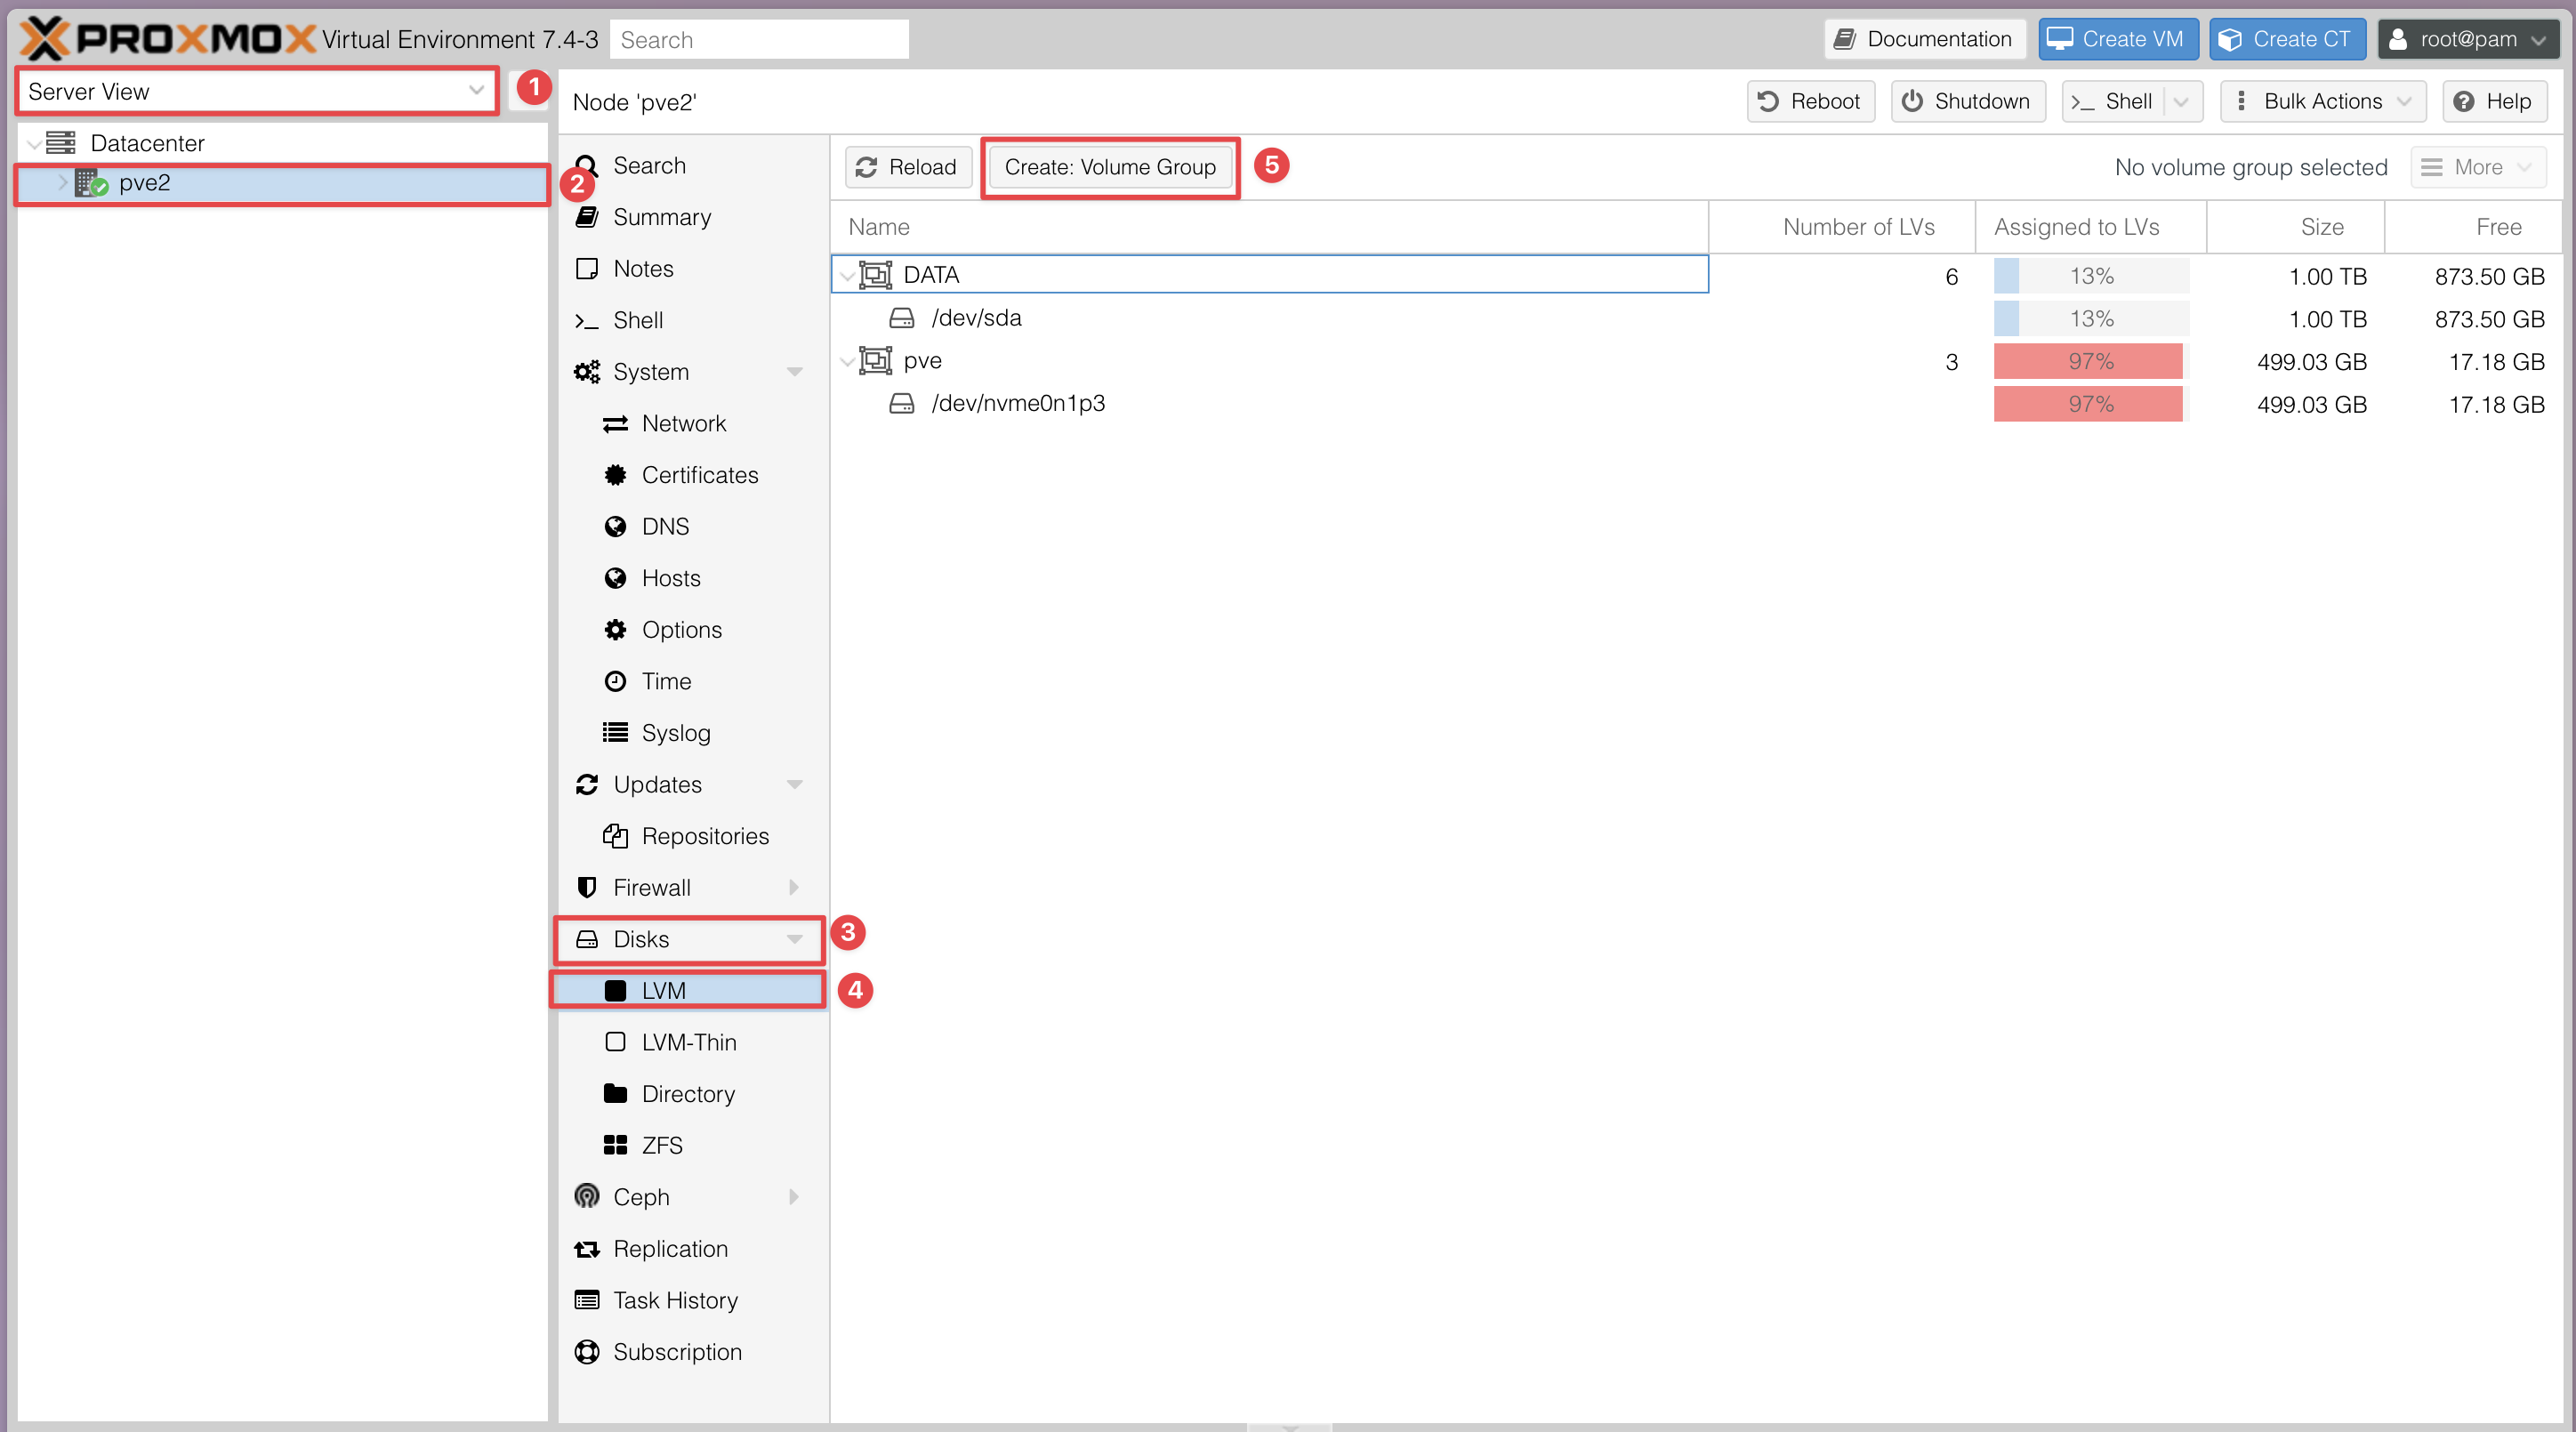 PROXMOX Virtual Environment 7.4-3 Search Documentation Create VM Create CT root@pam
Server View 1
Node 'pve2' Reboot Shutdown >_ Shell Bulk Actions Help
Datacenter
pve2 2
Search
Summary
Notes
>_ Shell
System
Network
Certificates
DNS
Hosts
Options
Time
Syslog
Updates
Repositories
Firewall
Disks 3
LVM 4
LVM-Thin
Directory
ZFS
Ceph
Replication
Task History
Subscription
Reload Create: Volume Group 5 No volume group selected More
Name Number of LVs Assigned to LVs Size Free
DATA 6 13% 1.00 TB 873.50 GB
/dev/sda 13% 1.00 TB 873.50 GB
pve 3 97% 499.03 GB 17.18 GB
/dev/nvme0n1p3 97% 499.03 GB 17.18 GB